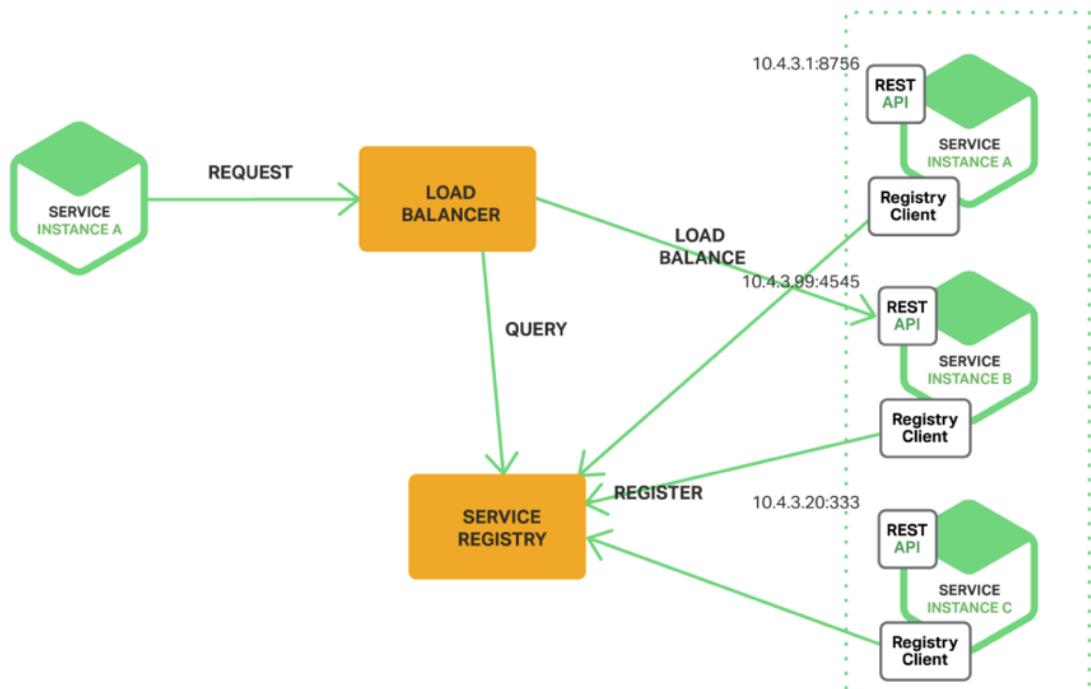 SERVICE
INSTANCE A
REQUEST
LOAD
BALANCER
QUERY
SERVICE
REGISTRY
LOAD
BALANCE
REGISTER
10.4.3.1:8756
REST
API
SERVICE
INSTANCE A
Registry
Client
10.4.3.99:4545
REST
API
SERVICE
INSTANCE B
Registry
Client
10.4.3.20:333
REST
API
SERVICE
INSTANCE C
Registry
Client